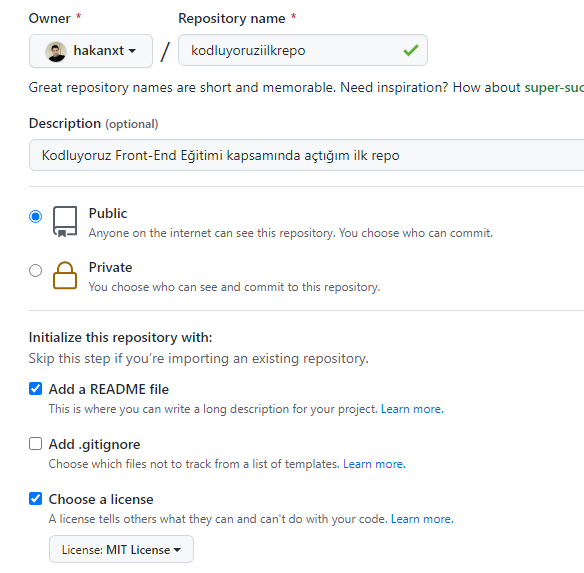 Owner * Repository name *
hakanxt / kodluyoruziilkrepo
Great repository names are short and memorable. Need inspiration? How about
Description (optional)
Kodluyoruz Front-End Eğitimi kapsamında açtığım ilk repo
Public
Anyone on the internet can see this repository. You choose who can commit.
Private
You choose who can see and commit to this repository.
Initialize this repository with:
Skip this step if you’re importing an existing repository.
Add a README file
This is where you can write a long description for your project. Learn more.
Add .gitignore
Choose which files not to track from a list of templates. Learn more.
Choose a license
A license tells others what they can and can't do with your code. Learn more.
License: MIT License